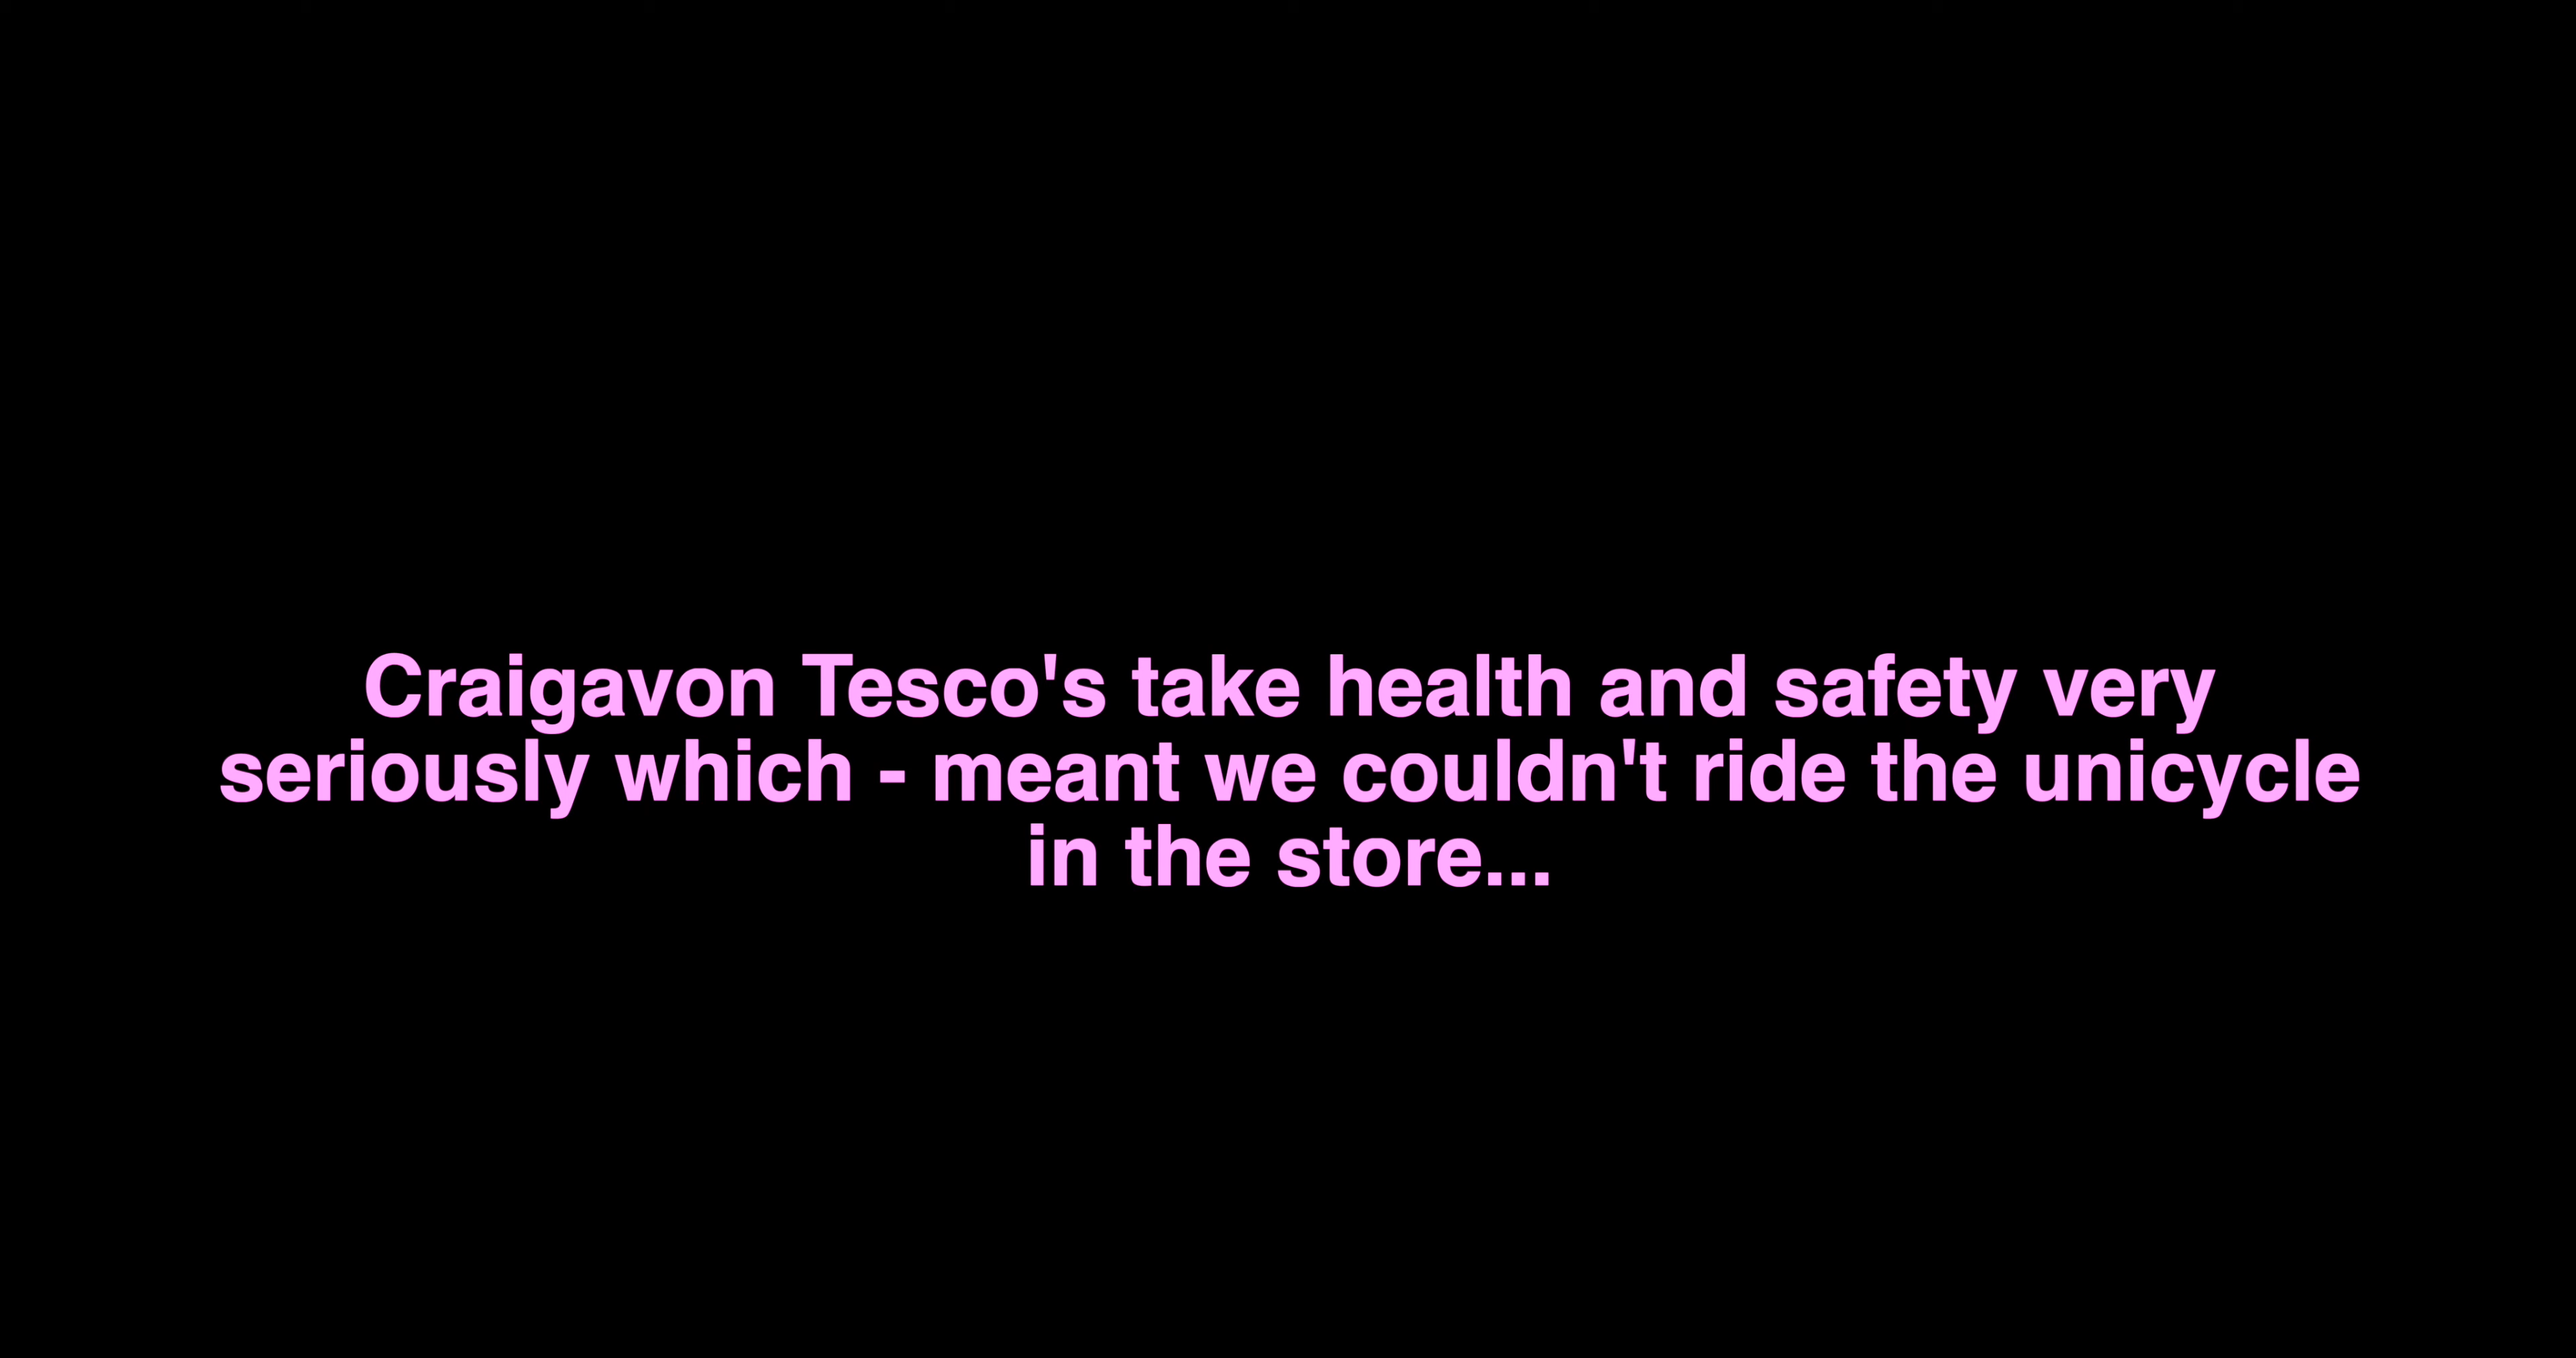 Craigavon Tesco's take health and safety very
seriously which - meant we couldn't ride the unicycle
in the store...